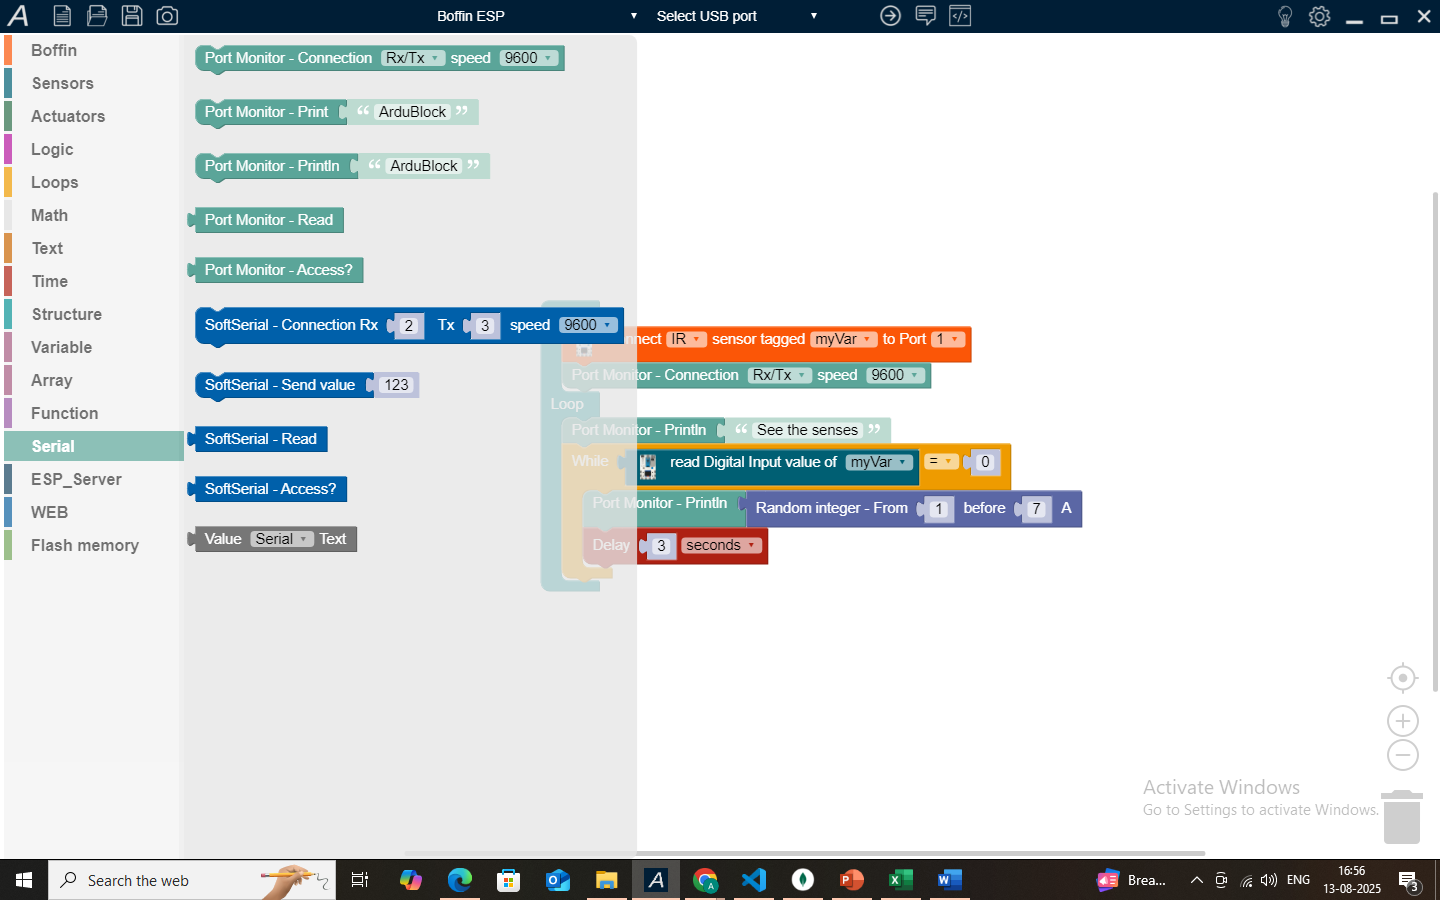 Boffin ESP
Select USB port
Boffin
Sensors
Actuators
Logic
Loops
Math
Text
Time
Structure
Variable
Array
Function
Serial
ESP_Server
WEB
Flash memory
Port Monitor - Connection Rx/Tx speed 9600
Port Monitor - Print “ ArduBlock ”
Port Monitor - Println “ ArduBlock ”
Port Monitor - Read
Port Monitor - Access?
SoftSerial - Connection Rx 2 Tx 3 speed 9600
SoftSerial - Send value 123
SoftSerial - Read
SoftSerial - Access?
Value Serial Text
IR sensor tagged myVar to Port 1
Port Monitor - Connection Rx/Tx speed 9600
Loop
Port Monitor - Println “ See the senses ”
While read Digital Input value of myVar = 0
Port Monitor - Println Random integer - From 1 before 7 A
Delay 3 seconds
Activate Windows
Go to Settings to activate Windows.
Search the web
Brea...
ENG
16:56
13-08-2025
3